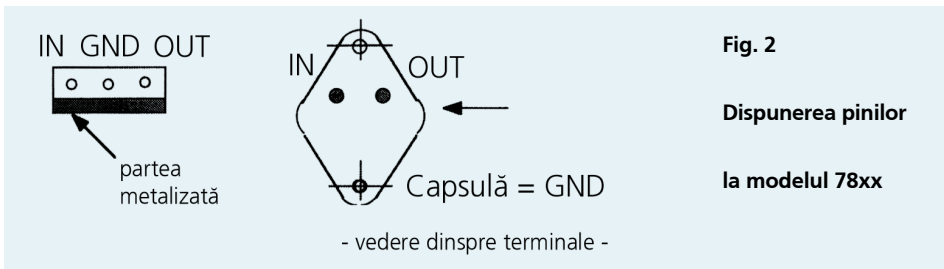 IN GND OUT
partea
metalizată
IN
OUT
Capsulă = GND
- vedere dinspre terminale -
Fig. 2
Dispunerea pinilor
la modelul 78xx